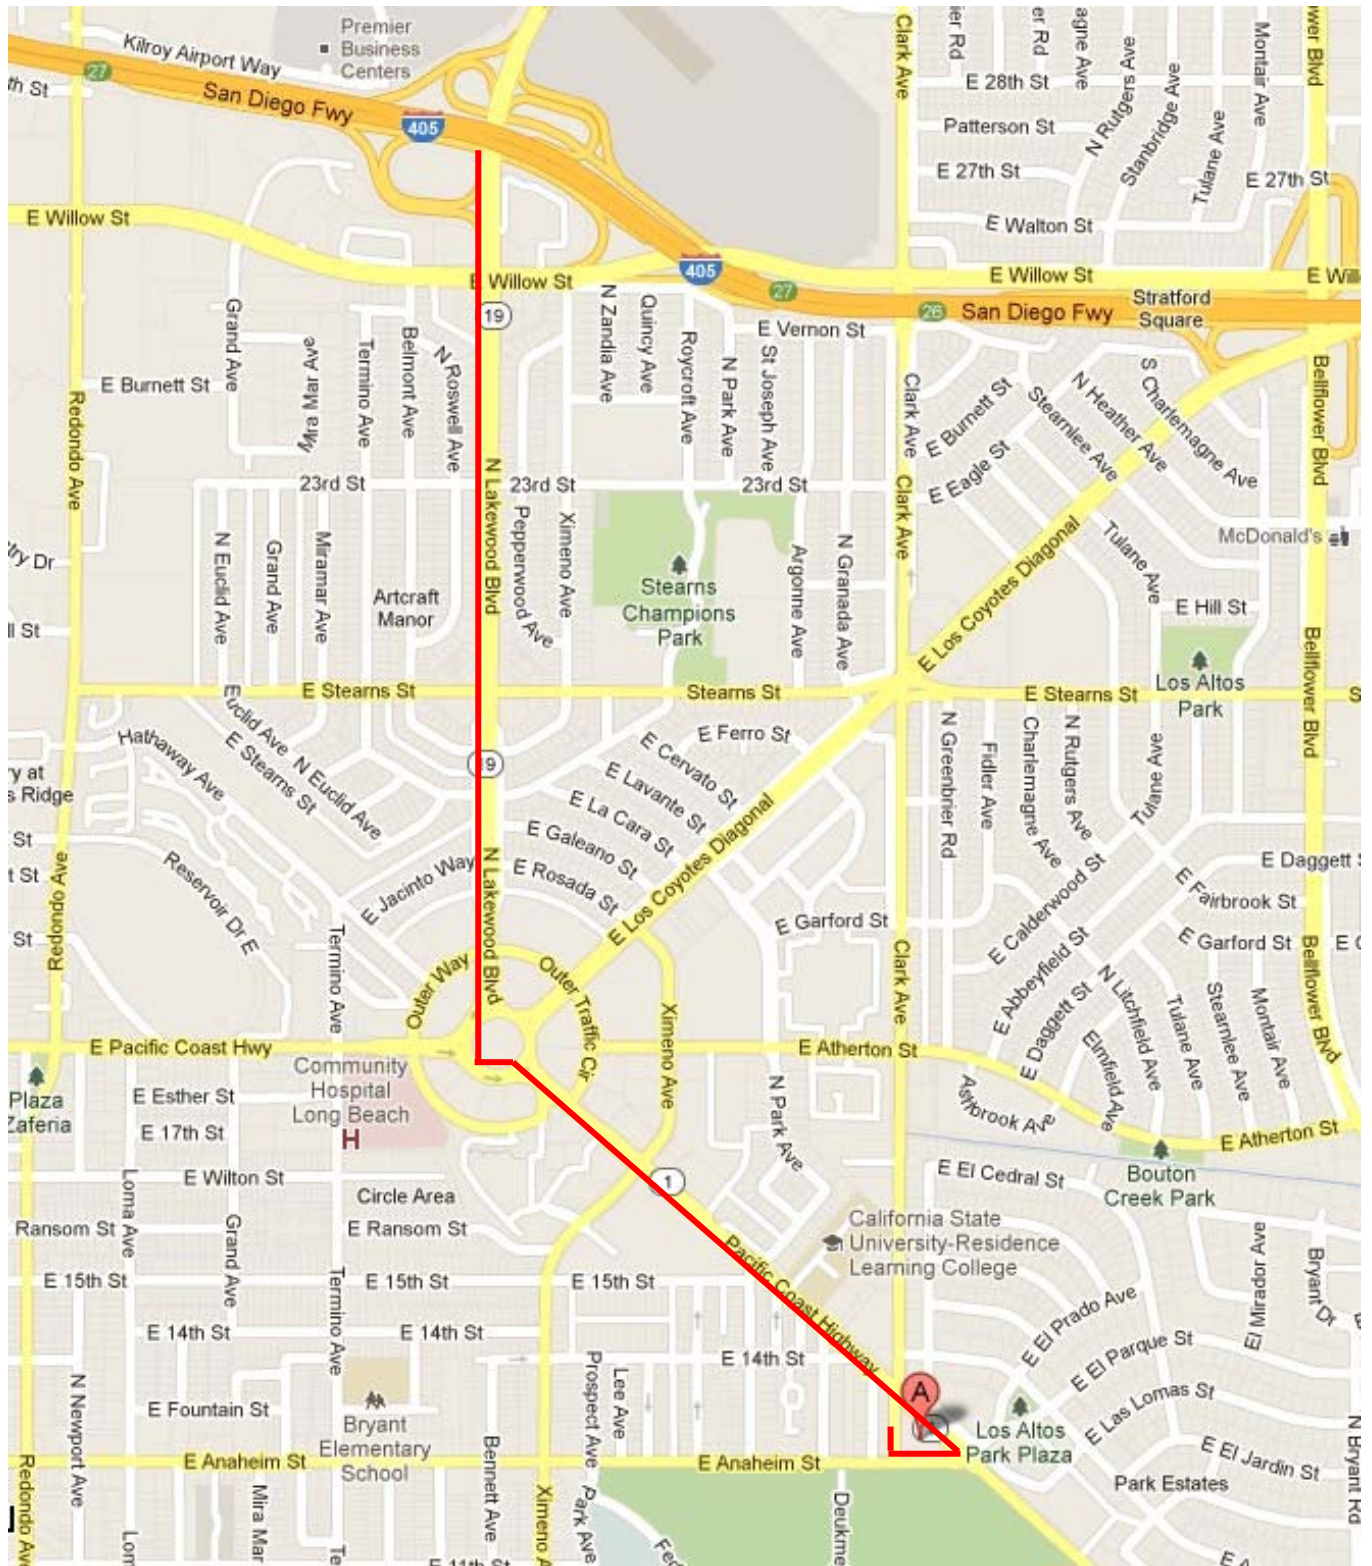 Premier
Business
Centers
Kilroy Airport Way
27
San Diego Fwy
405
Clark Ave
E 28th St
Patterson St
E 27th St
E Walton St
N Rutgers Ave
Stanbridge Ave
Tulane Ave
Montair Ave
E 27th St
E Willow St
E Willow St
405
27
E Willow St
19
Grand Ave
Mira Mar Ave
Termino Ave
Belmont Ave
N Roswell Ave
N Zandia Ave
Quincy Ave
Roycroft Ave
N Park Ave
St Joseph Ave
E Vernon St
26
San Diego Fwy
Stratford
Square
E Burnett St
Redondo Ave
Clark Ave
E Burnett St
E Eagle St
Stearnlee Ave
N Heather Ave
S Charlemagne Ave
Bellflower Blvd
23rd St
23rd St
23rd St
Clark Ave
N Lakewood Blvd
Pepperwood Ave
Ximeno Ave
McDonald's
N Euclid Ave
Grand Ave
Miramar Ave
Artcraft
Manor
Stearns
Champions
Park
Argonne Ave
N Granada Ave
E Los Coyotes Diagonal
Tulane Ave
E Hill St
Bellflower Blvd
E Stearns St
Stearns St
E Stearns St
Los Altos
Park
Hathaway Ave
Euclid Ave
E Stearns St
N Euclid Ave
19
E Ferro St
E Cervato St
E Lavante St
E La Cara St
E Galeano St
E Rosada St
E Los Coyotes Diagonal
N Greenbrier Rd
Fidler Ave
Charlemagne Ave
N Rutgers Ave
Tulane Ave
Redondo Ave
Reservoir Dr E
E Jacinto Way
N Lakewood Blvd
E Daggett
E Fairbrook St
E Garford St
E Garford St
E Calderwood St
E Abbeyfield St
E Daggett St
Termino Ave
Outer Way
Outer Traffic Cir
Ximeno Ave
Clark Ave
N Litchfield Ave
Tulane Ave
Stearnlee Ave
Montair Ave
Elmfield Ave
Bellflower Blvd
E Pacific Coast Hwy
E Atherton St
Community
Hospital
Long Beach
H
Plaza
Zaferia
E Esther St
E 17th St
N Park Ave
Ashbrook Ave
E Atherton St
Bouton
Creek Park
E Wilton St
Circle Area
1
E El Cedral St
Loma Ave
Ransom St
Grand Ave
E Ransom St
California State
University-Residence
Learning College
El Mirador Ave
Bryant Dr
Pacific Coast Highway
E 15th St
Termino Ave
E 15th St
E 15th St
E El Prado Ave
E 14th St
E 14th St
E 14th St
E El Parque St
A
E Las Lomas St
N Newport Ave
E Fountain St
Bryant
Elementary
School
Prospect Ave
Lee Ave
Los Altos
Park Plaza
E El Jardin St
N Bryant Rd
Redondo Ave
E Anaheim St
Bennett Ave
E Anaheim St
Park Estates
Mira Mar
Ximeno A
Park Ave
Deukme
E 11th St